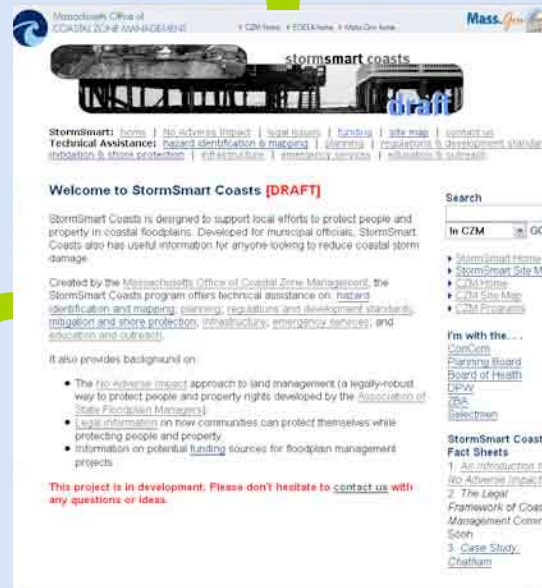 Massachusetts Office of
COASTAL ZONE MANAGEMENT
CZM home EOEEA home Mass.Gov home
Mass.Gov
stormsmart coasts
draft
StormSmart: home | No Adverse Impact | legal issues | funding | site map | contact us
Technical Assistance: hazard identification & mapping | planning | regulations & development standar
mitigation & shore protection | infrastructure | emergency services | education & outreach
Welcome to StormSmart Coasts [DRAFT]
StormSmart Coasts is designed to support local efforts to protect people and
property in coastal floodplains. Developed for municipal officials, StormSmart
Coasts also has useful information for anyone looking to reduce coastal storm
damage.
Created by the Massachusetts Office of Coastal Zone Management, the
StormSmart Coasts program offers technical assistance on: hazard
identification and mapping; planning; regulations and development standards;
mitigation and shore protection; infrastructure; emergency services; and
education and outreach.
It also provides background on:
The No Adverse Impact approach to land management (a legally-robust
way to protect people and property rights developed by the Association of
State Floodplain Managers)
Legal information on how communities can protect themselves while
protecting people and property
Information on potential funding sources for floodplain management
projects
This project is in development. Please don't hesitate to contact us with
any questions or ideas.
Search
In CZM GO
StormSmart Home
StormSmart Site M
CZM Home
CZM Site Map
CZM Programs
I'm with the. . .
ComCom
Planning Board
Board of Health
DPW
ZBA
Selectmen
StormSmart Coast
Fact Sheets
1. An Introduction t
No Adverse Impact
2. The Legal
Framework of Coas
Management Comin
Soon
3. Case Study:
Chatham